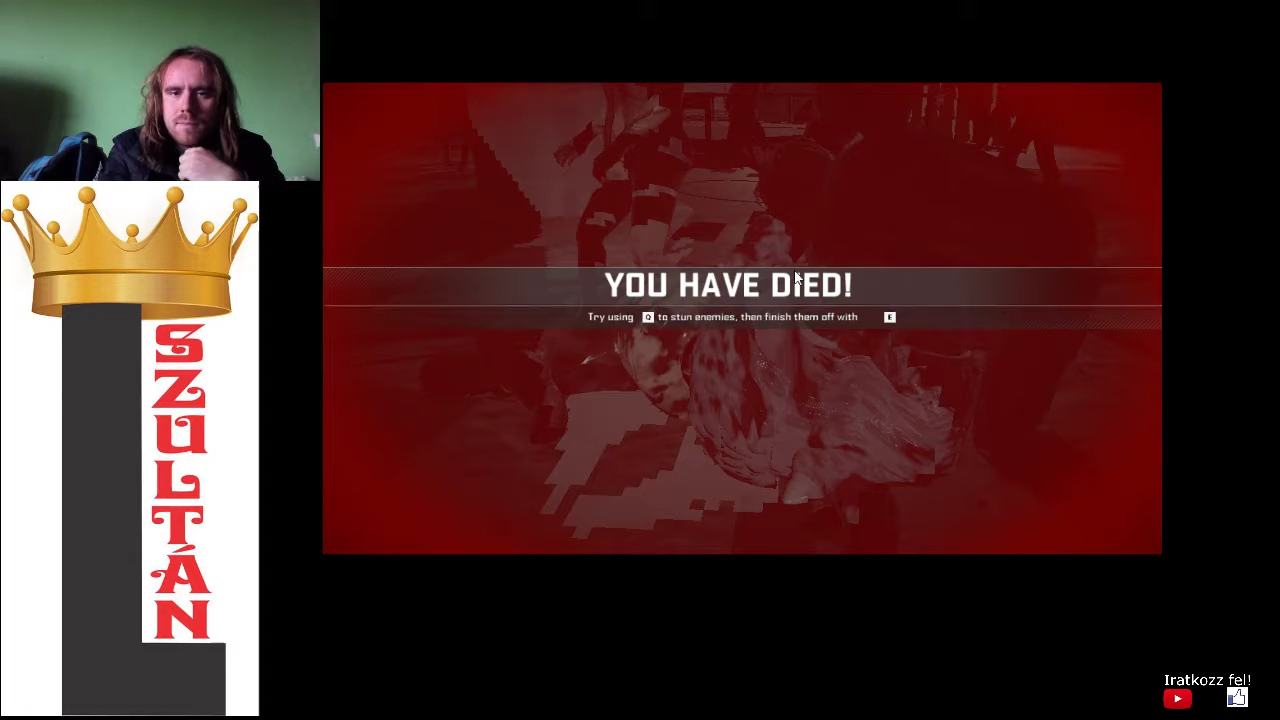 L
SZULTÁN
YOU HAVE DIED!
Try using Q to stun enemies, then finish them off with E
Iratkozz fel!